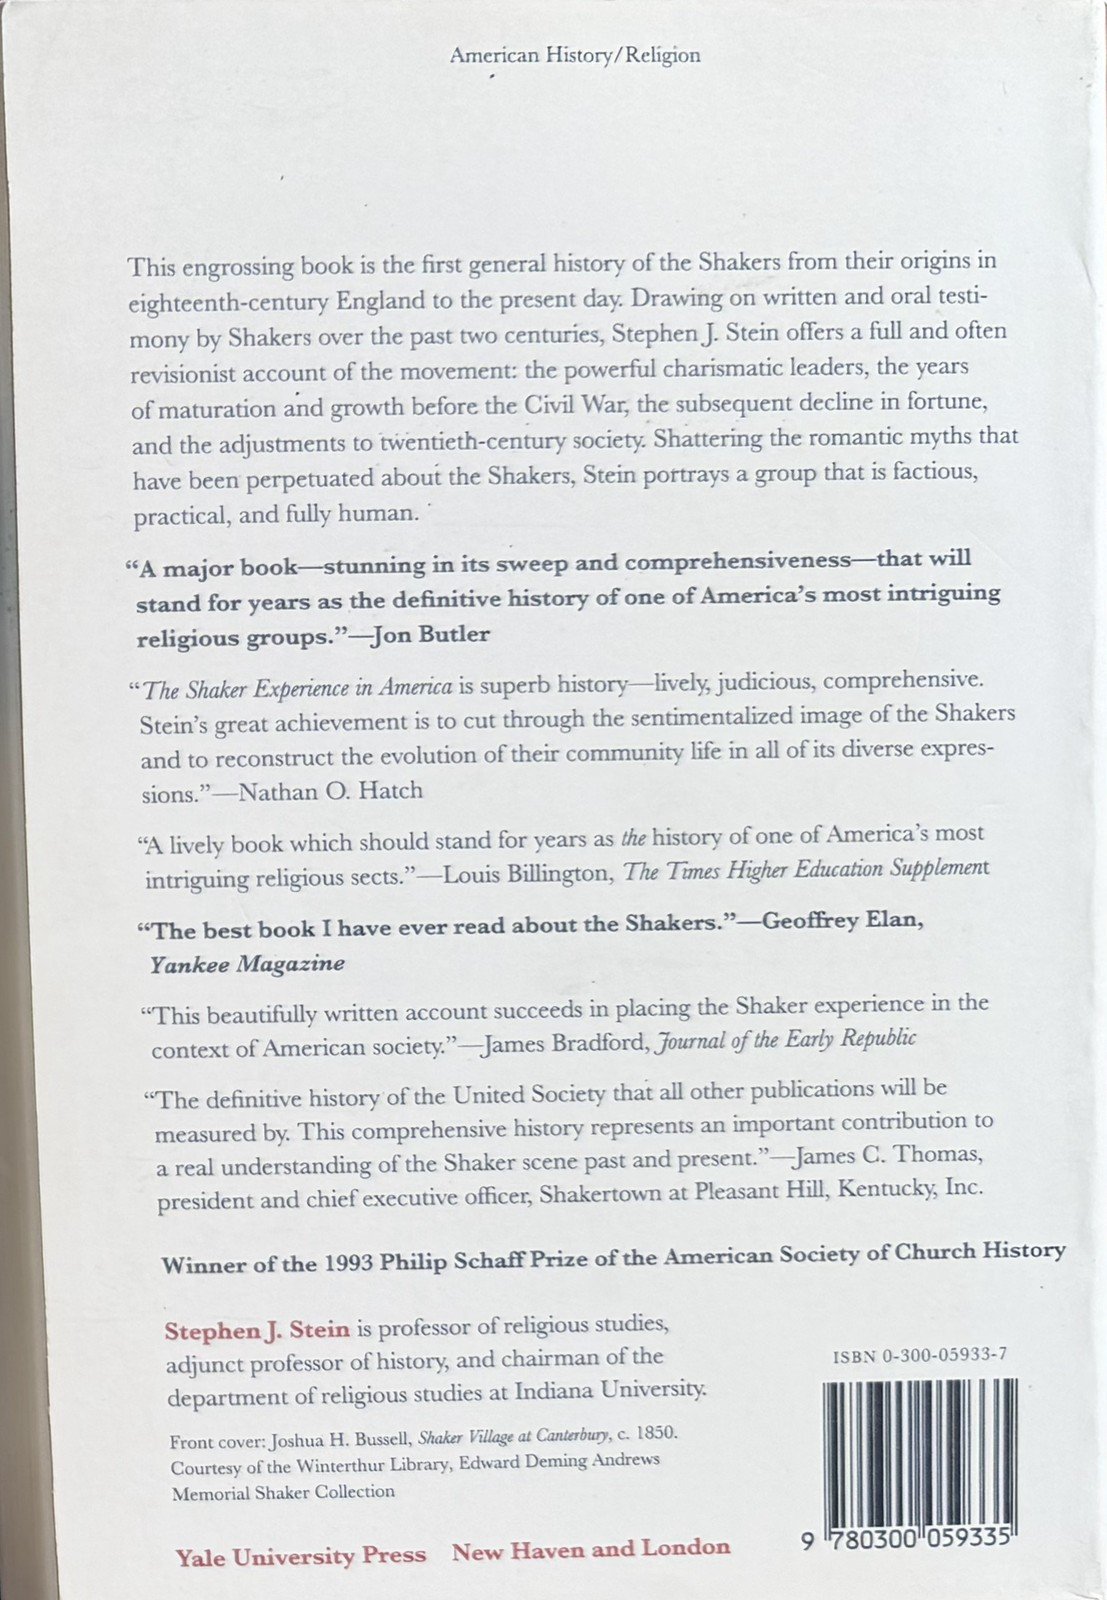 American History/Religion
This engrossing book is the first general history of the Shakers from their origins in
eighteenth-century England to the present day. Drawing on written and oral testi-
mony by Shakers over the past two centuries, Stephen J. Stein offers a full and often
revisionist account of the movement: the powerful charismatic leaders, the years
of maturation and growth before the Civil War, the subsequent decline in fortune,
and the adjustments to twentieth-century society. Shattering the romantic myths that
have been perpetuated about the Shakers, Stein portrays a group that is factious,
practical, and fully human.
“A major book—stunning in its sweep and comprehensiveness—that will
stand for years as the definitive history of one of America’s most intriguing
religious groups.”—Jon Butler
“The Shaker Experience in America is superb history—lively, judicious, comprehensive.
Stein’s great achievement is to cut through the sentimentalized image of the Shakers
and to reconstruct the evolution of their community life in all of its diverse expres-
sions.”—Nathan O. Hatch
“A lively book which should stand for years as the history of one of America’s most
intriguing religious sects.”—Louis Billington, The Times Higher Education Supplement
“The best book I have ever read about the Shakers.”—Geoffrey Elan,
Yankee Magazine
“This beautifully written account succeeds in placing the Shaker experience in the
context of American society.”—James Bradford, Journal of the Early Republic
“The definitive history of the United Society that all other publications will be
measured by. This comprehensive history represents an important contribution to
a real understanding of the Shaker scene past and present.”—James C. Thomas,
president and chief executive officer, Shakertown at Pleasant Hill, Kentucky, Inc.
Winner of the 1993 Philip Schaff Prize of the American Society of Church History
Stephen J. Stein is professor of religious studies,
adjunct professor of history, and chairman of the
department of religious studies at Indiana University.
Front cover: Joshua H. Bussell, Shaker Village at Canterbury, c. 1850.
Courtesy of the Winterthur Library, Edward Deming Andrews
Memorial Shaker Collection
Yale University Press New Haven and London
ISBN 0-300-05933-7
9 780300 059335